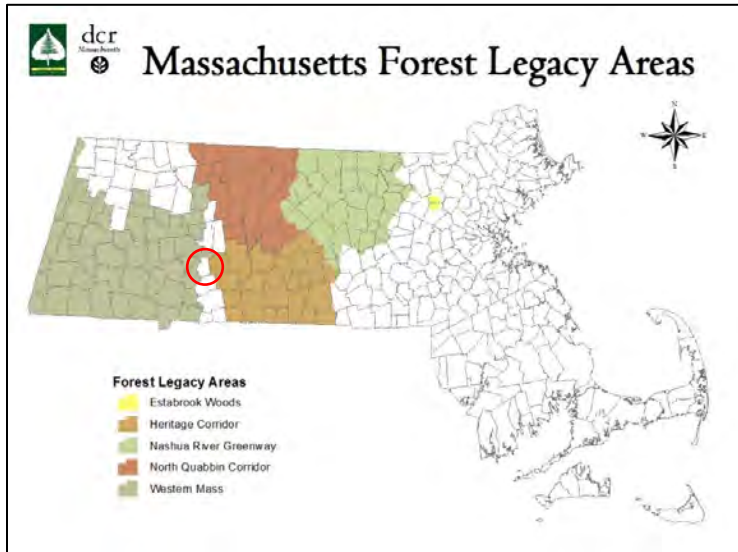 dcr
Massachusetts
Massachusetts Forest Legacy Areas
N
W
E
S
Forest Legacy Areas
Estabrook Woods
Heritage Corridor
Nashua River Greenway
North Quabbin Corridor
Western Mass